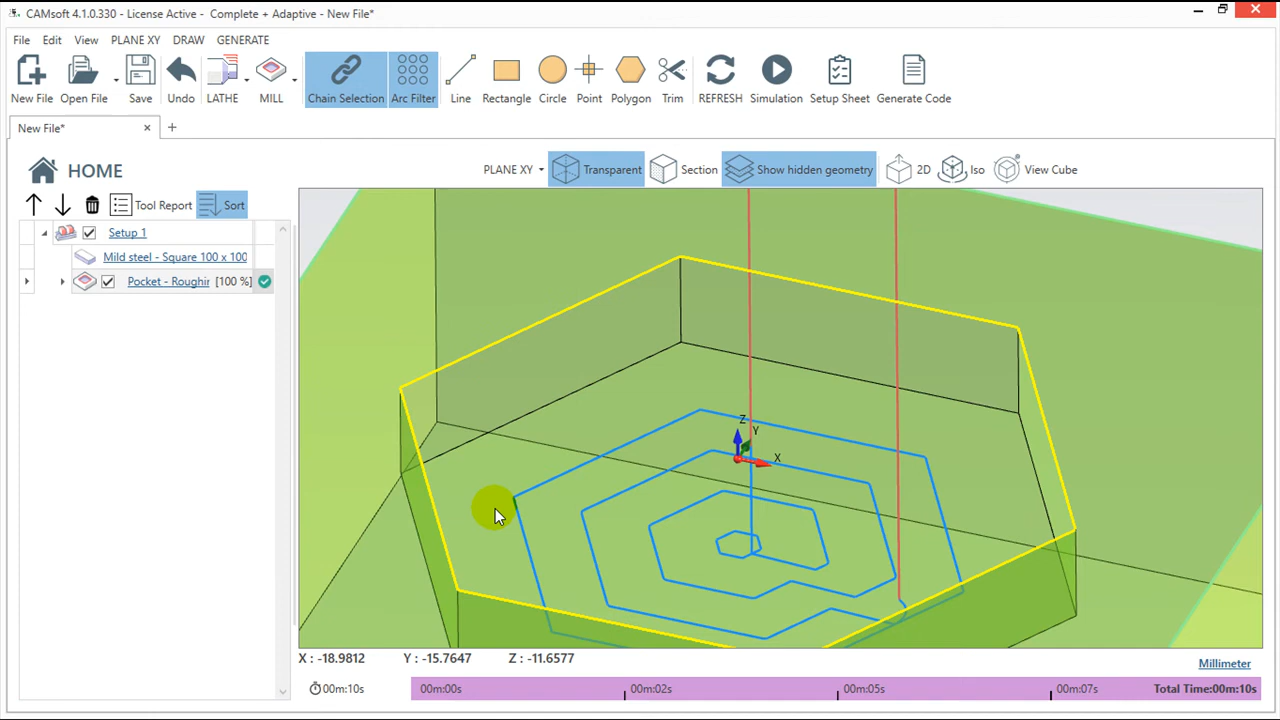 CAMsoft 4.1.0.330 - License Active - Complete + Adaptive - New File*
File Edit View PLANE XY DRAW GENERATE
New File Open File Save Undo LATHE MILL Chain Selection Arc Filter Line Rectangle Circle Point Polygon Trim REFRESH Simulation Setup Sheet Generate Code
New File*
HOME
PLANE XY Transparent Section Show hidden geometry 2D Iso View Cube
Tool Report Sort
Setup 1
Mild steel - Square 100 x 100
Pocket - Roughir [100 %]
Z
Y
X
X : -18.9812 Y : -15.7647 Z : -11.6577
Millimeter
00m:10s 00m:00s 00m:02s 00m:05s 00m:07s Total Time:00m:10s